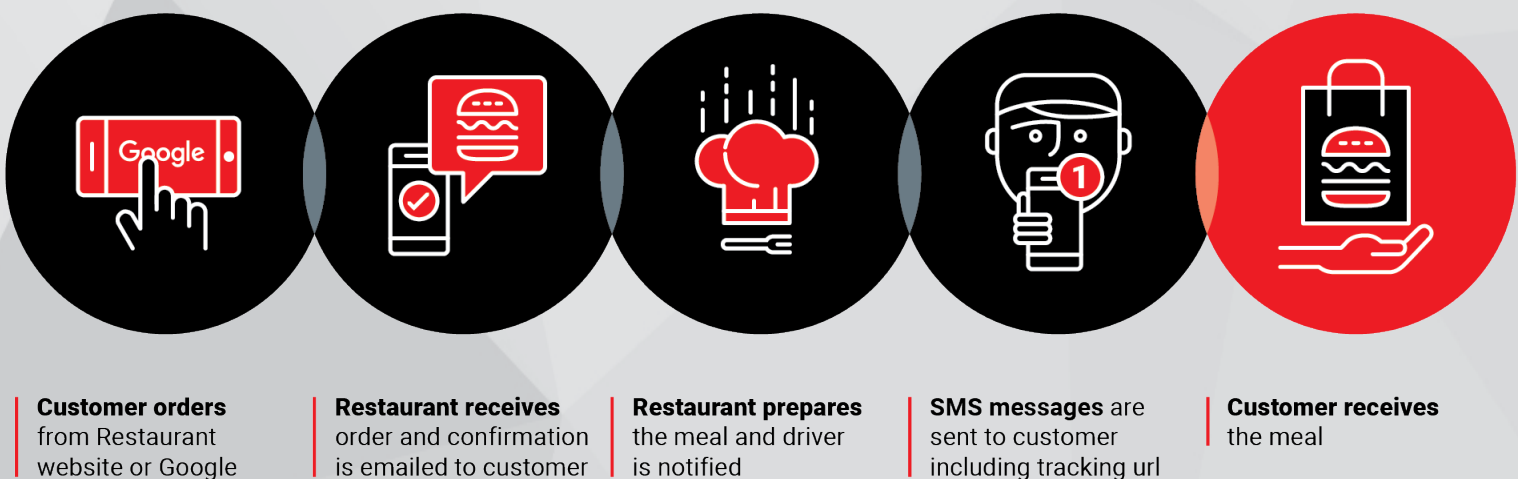 Google
1
Customer orders
from Restaurant
website or Google
Restaurant receives
order and confirmation
is emailed to customer
Restaurant prepares
the meal and driver
is notified
SMS messages are
sent to customer
including tracking url
Customer receives
the meal